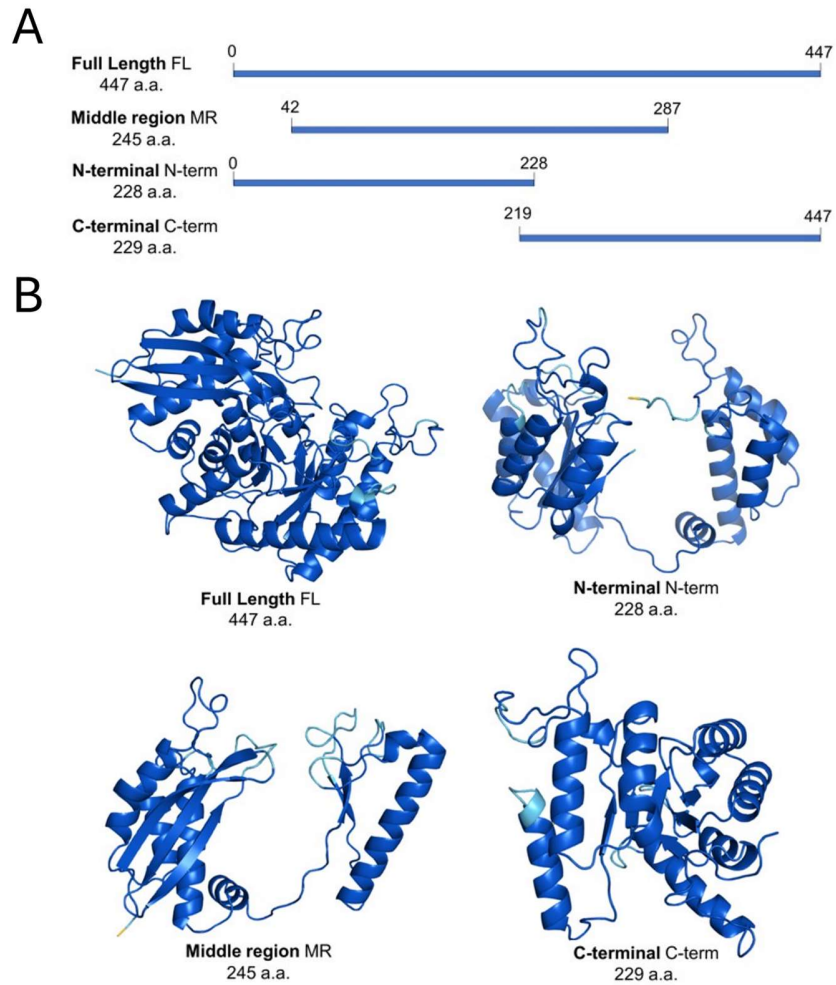 A
0 447
Full Length FL
447 a.a.
42 287
Middle region MR
245 a.a.
0 228
N-terminal N-term
228 a.a.
219 447
C-terminal C-term
229 a.a.
B
Full Length FL
447 a.a.
N-terminal N-term
228 a.a.
Middle region MR
245 a.a.
C-terminal C-term
229 a.a.